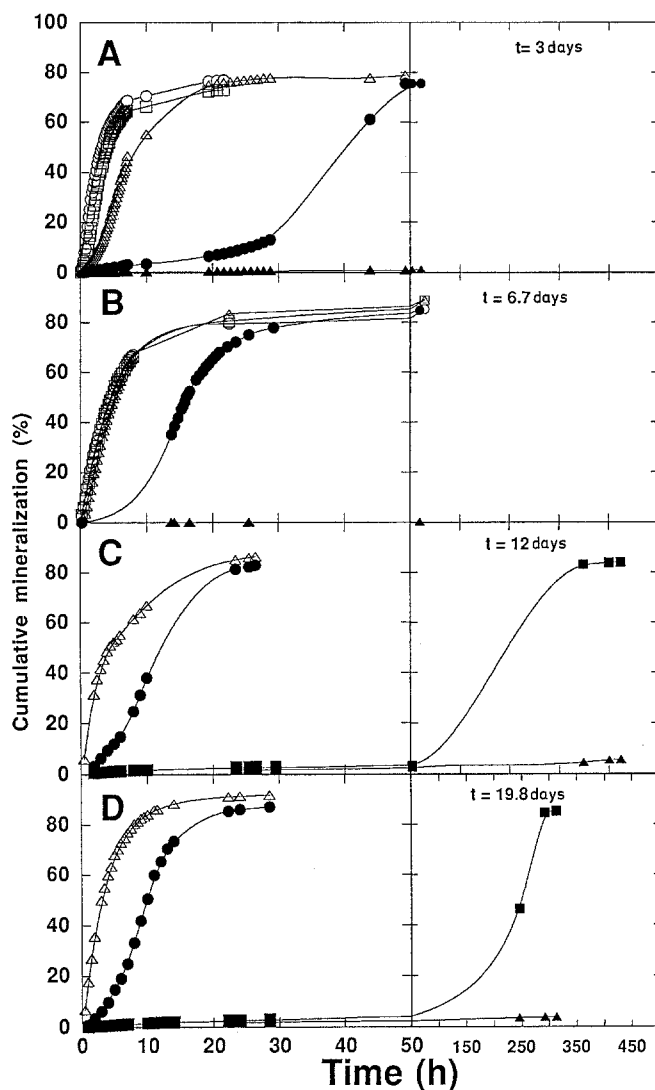 100
A
t= 3 days
80
60
40
20
0
B
t = 6.7 days
80
60
40
20
0
C
t = 12 days
80
60
40
20
0
D
t = 19.8 days
80
60
40
20
0
0 10 20 30 40 50 150 250 350 450
Cumulative mineralization (%)
Time (h)